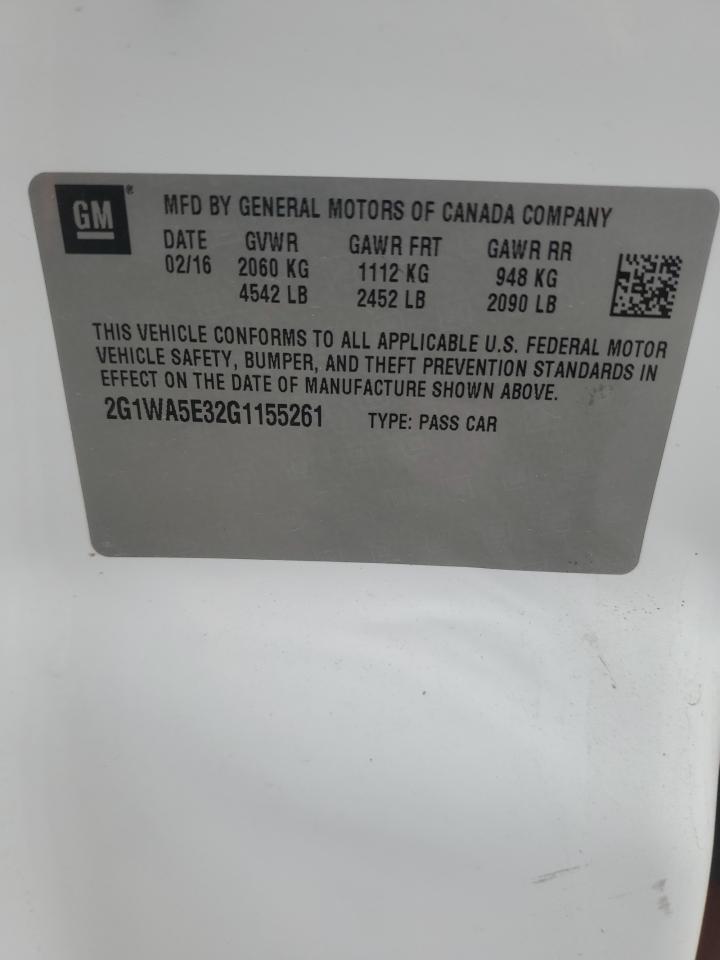 GM ®
MFD BY GENERAL MOTORS OF CANADA COMPANY
DATE GVWR GAWR FRT GAWR RR
02/16 2060 KG 1112 KG 948 KG
4542 LB 2452 LB 2090 LB
THIS VEHICLE CONFORMS TO ALL APPLICABLE U.S. FEDERAL MOTOR
VEHICLE SAFETY, BUMPER, AND THEFT PREVENTION STANDARDS IN
EFFECT ON THE DATE OF MANUFACTURE SHOWN ABOVE.
2G1WA5E32G1155261 TYPE: PASS CAR